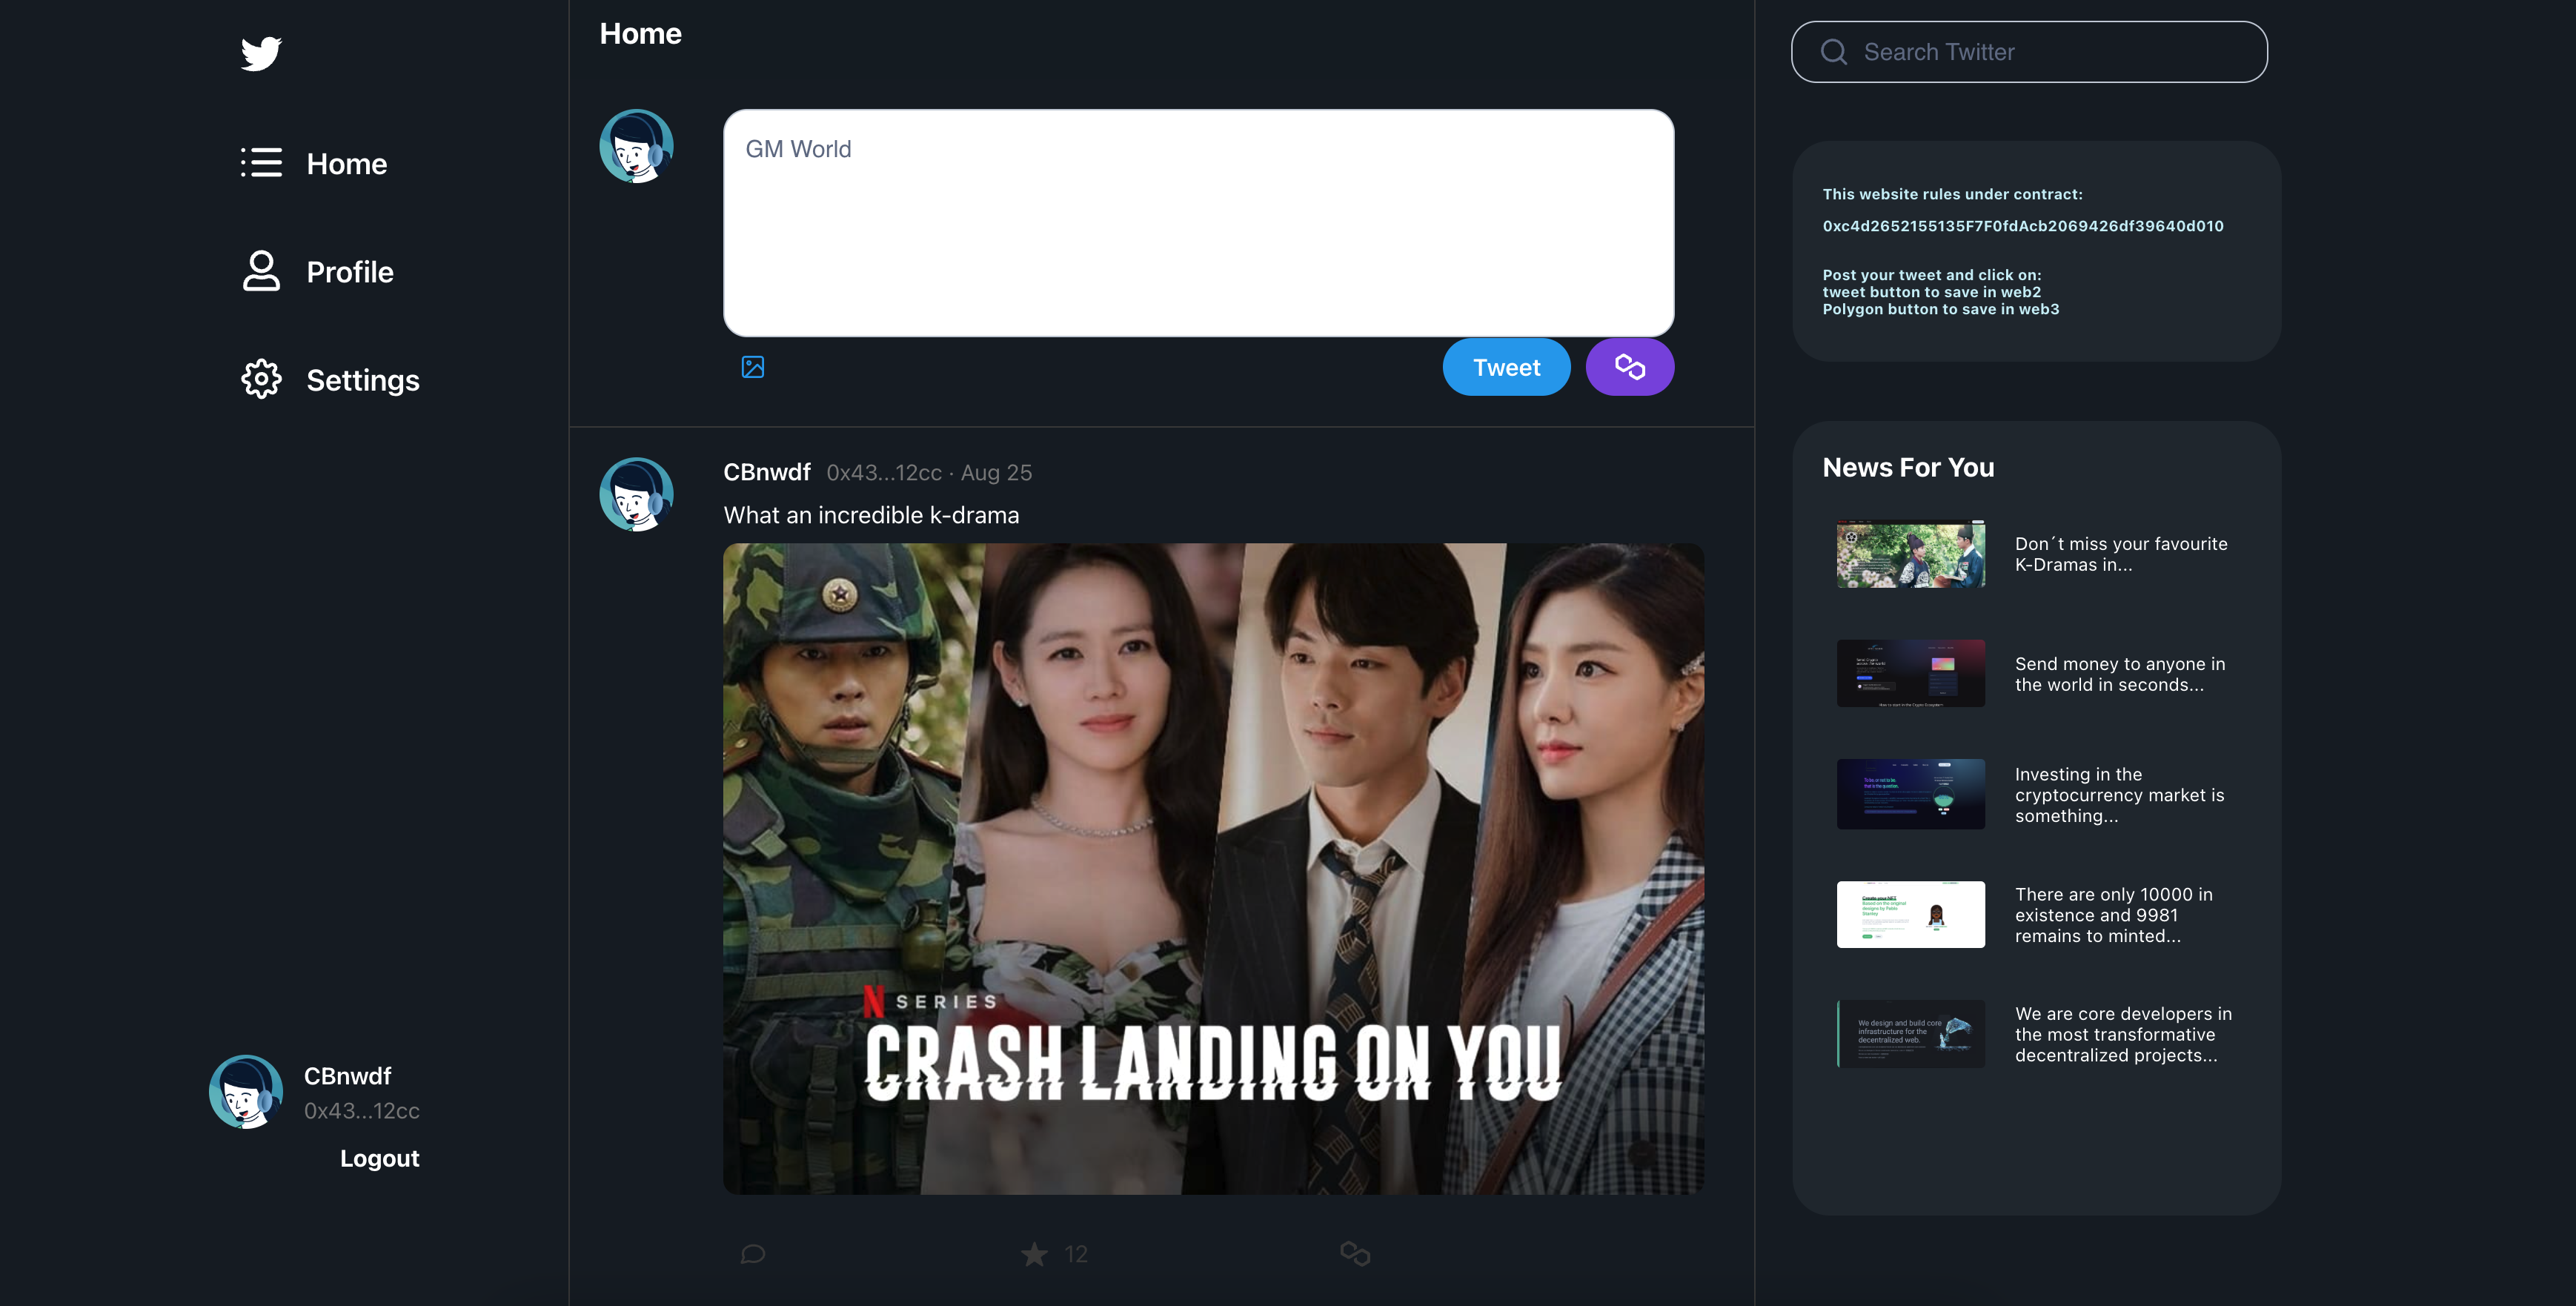 Home
Profile
Settings
CBnwdf
0x43...12cc
Logout
Home
GM World
Tweet
CBnwdf 0x43...12cc · Aug 25
What an incredible k-drama
N SERIES
CRASH LANDING ON YOU
12
Search Twitter
This website rules under contract:
0xc4d2652155135F7F0fdAcb2069426df39640d010
Post your tweet and click on:
tweet button to save in web2
Polygon button to save in web3
News For You
Don´t miss your favourite
K-Dramas in...
Send money to anyone in
the world in seconds...
Investing in the
cryptocurrency market is
something...
There are only 10000 in
existence and 9981
remains to minted...
We design and build core
infrastructure for the
decentralized web.
We are core developers in
the most transformative
decentralized projects...